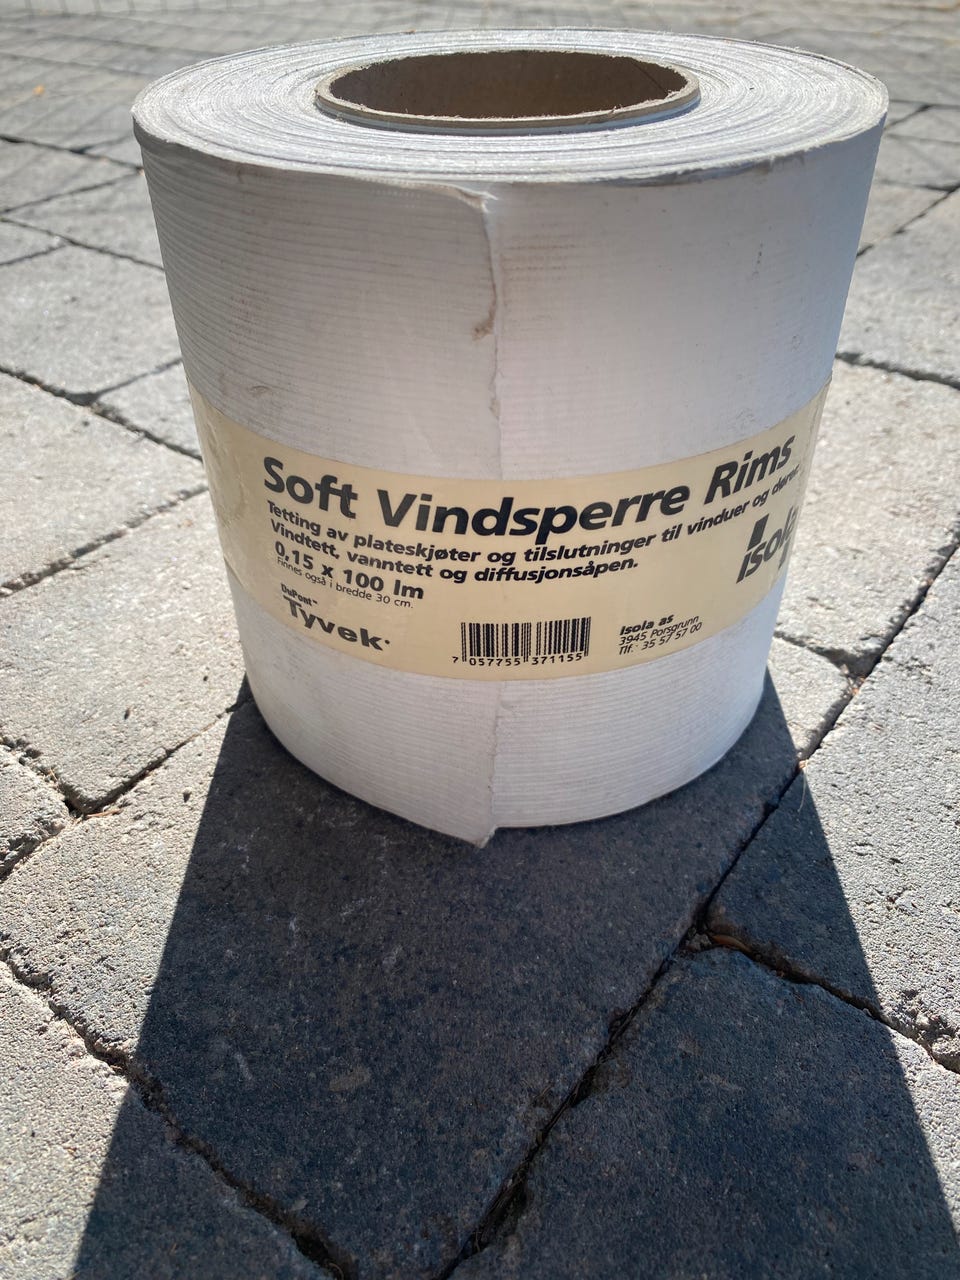 Soft Vindsperre Rims
Tetting av plateskjøter og tilslutninger til vinduer og dører.
Vindtett, vanntett og diffusjonsåpen.
0,15 x 100 lm
Finnes også i bredde 30 cm.
DuPont™
Tyvek.
7 057755 371155
Isola as
3945 Porsgrunn
Tlf.: 35 57 57 00
Isola